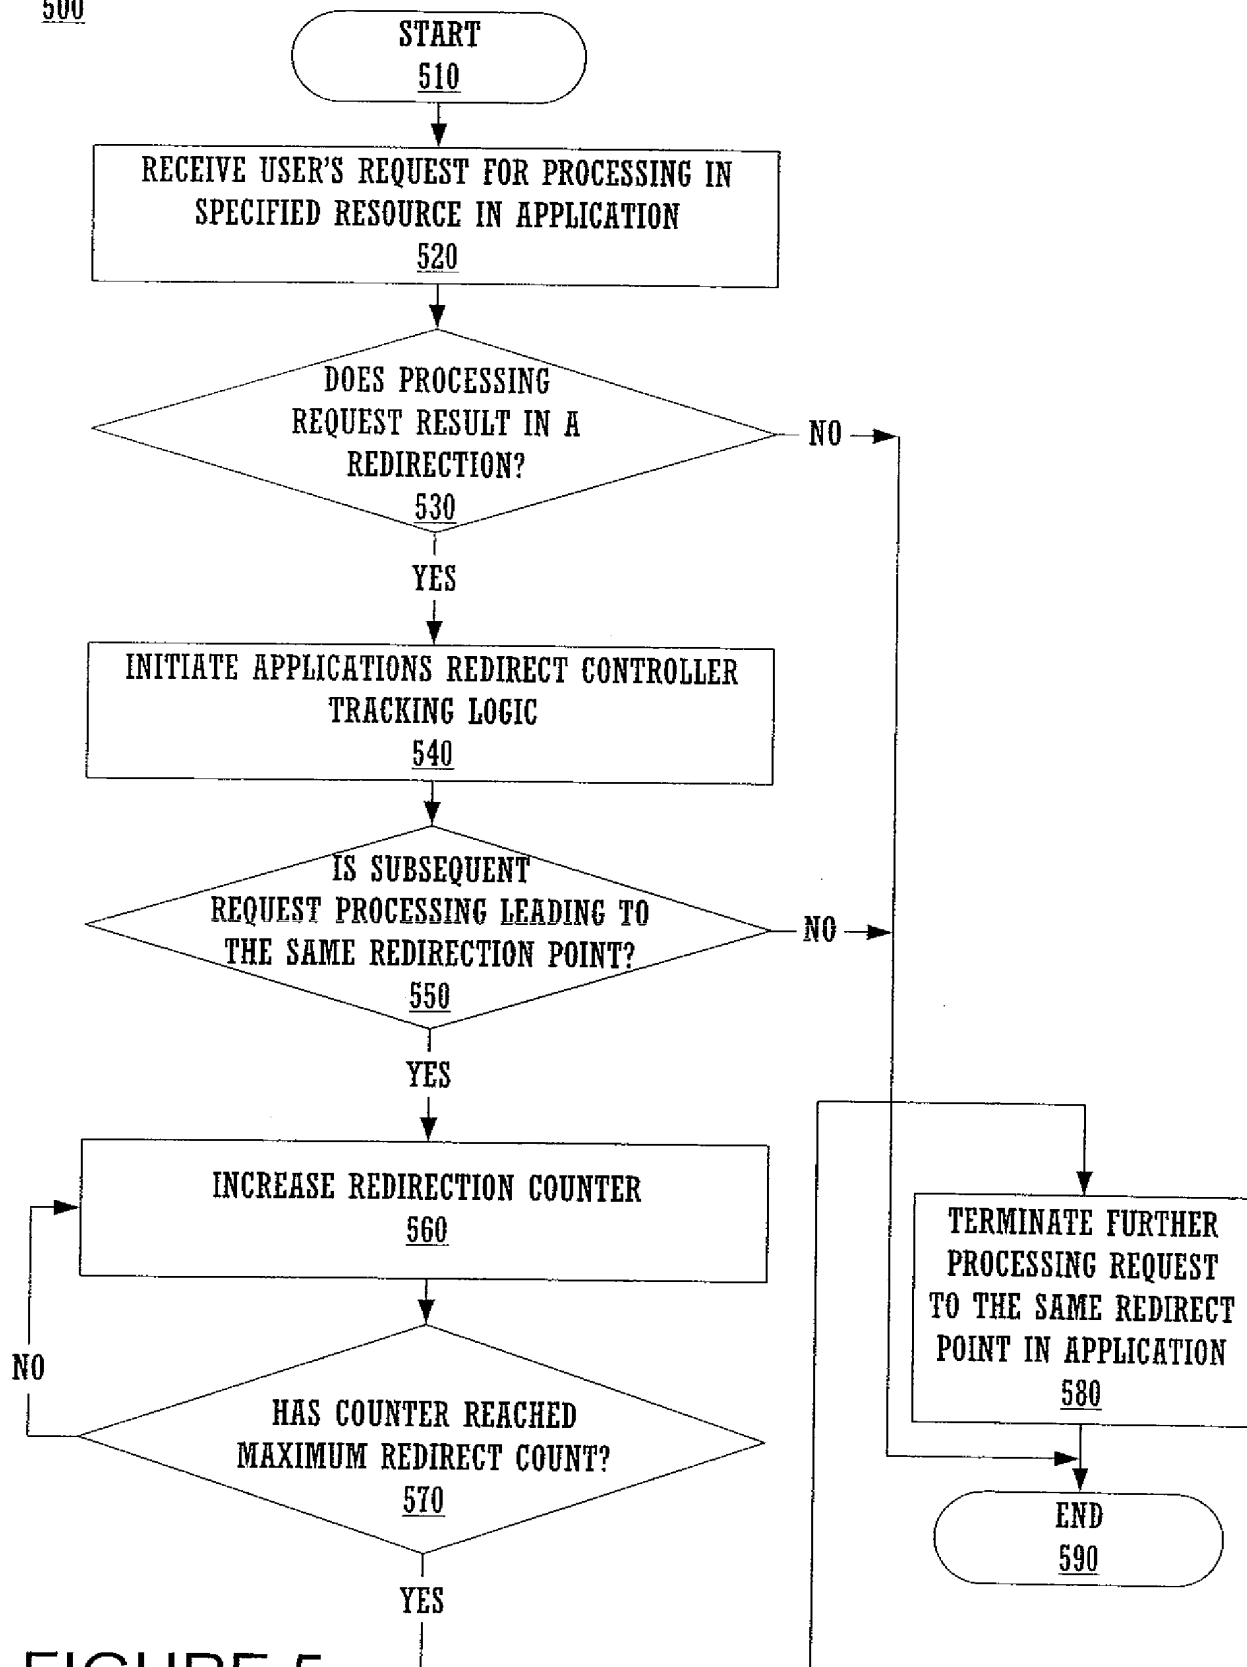 500
START
510
RECEIVE USER'S REQUEST FOR PROCESSING IN
SPECIFIED RESOURCE IN APPLICATION
520
DOES PROCESSING
REQUEST RESULT IN A
REDIRECTION?
530
NO
YES
INITIATE APPLICATIONS REDIRECT CONTROLLER
TRACKING LOGIC
540
IS SUBSEQUENT
REQUEST PROCESSING LEADING TO
THE SAME REDIRECTION POINT?
550
NO
YES
INCREASE REDIRECTION COUNTER
560
NO
HAS COUNTER REACHED
MAXIMUM REDIRECT COUNT?
570
YES
TERMINATE FURTHER
PROCESSING REQUEST
TO THE SAME REDIRECT
POINT IN APPLICATION
580
END
590
FIGURE 5